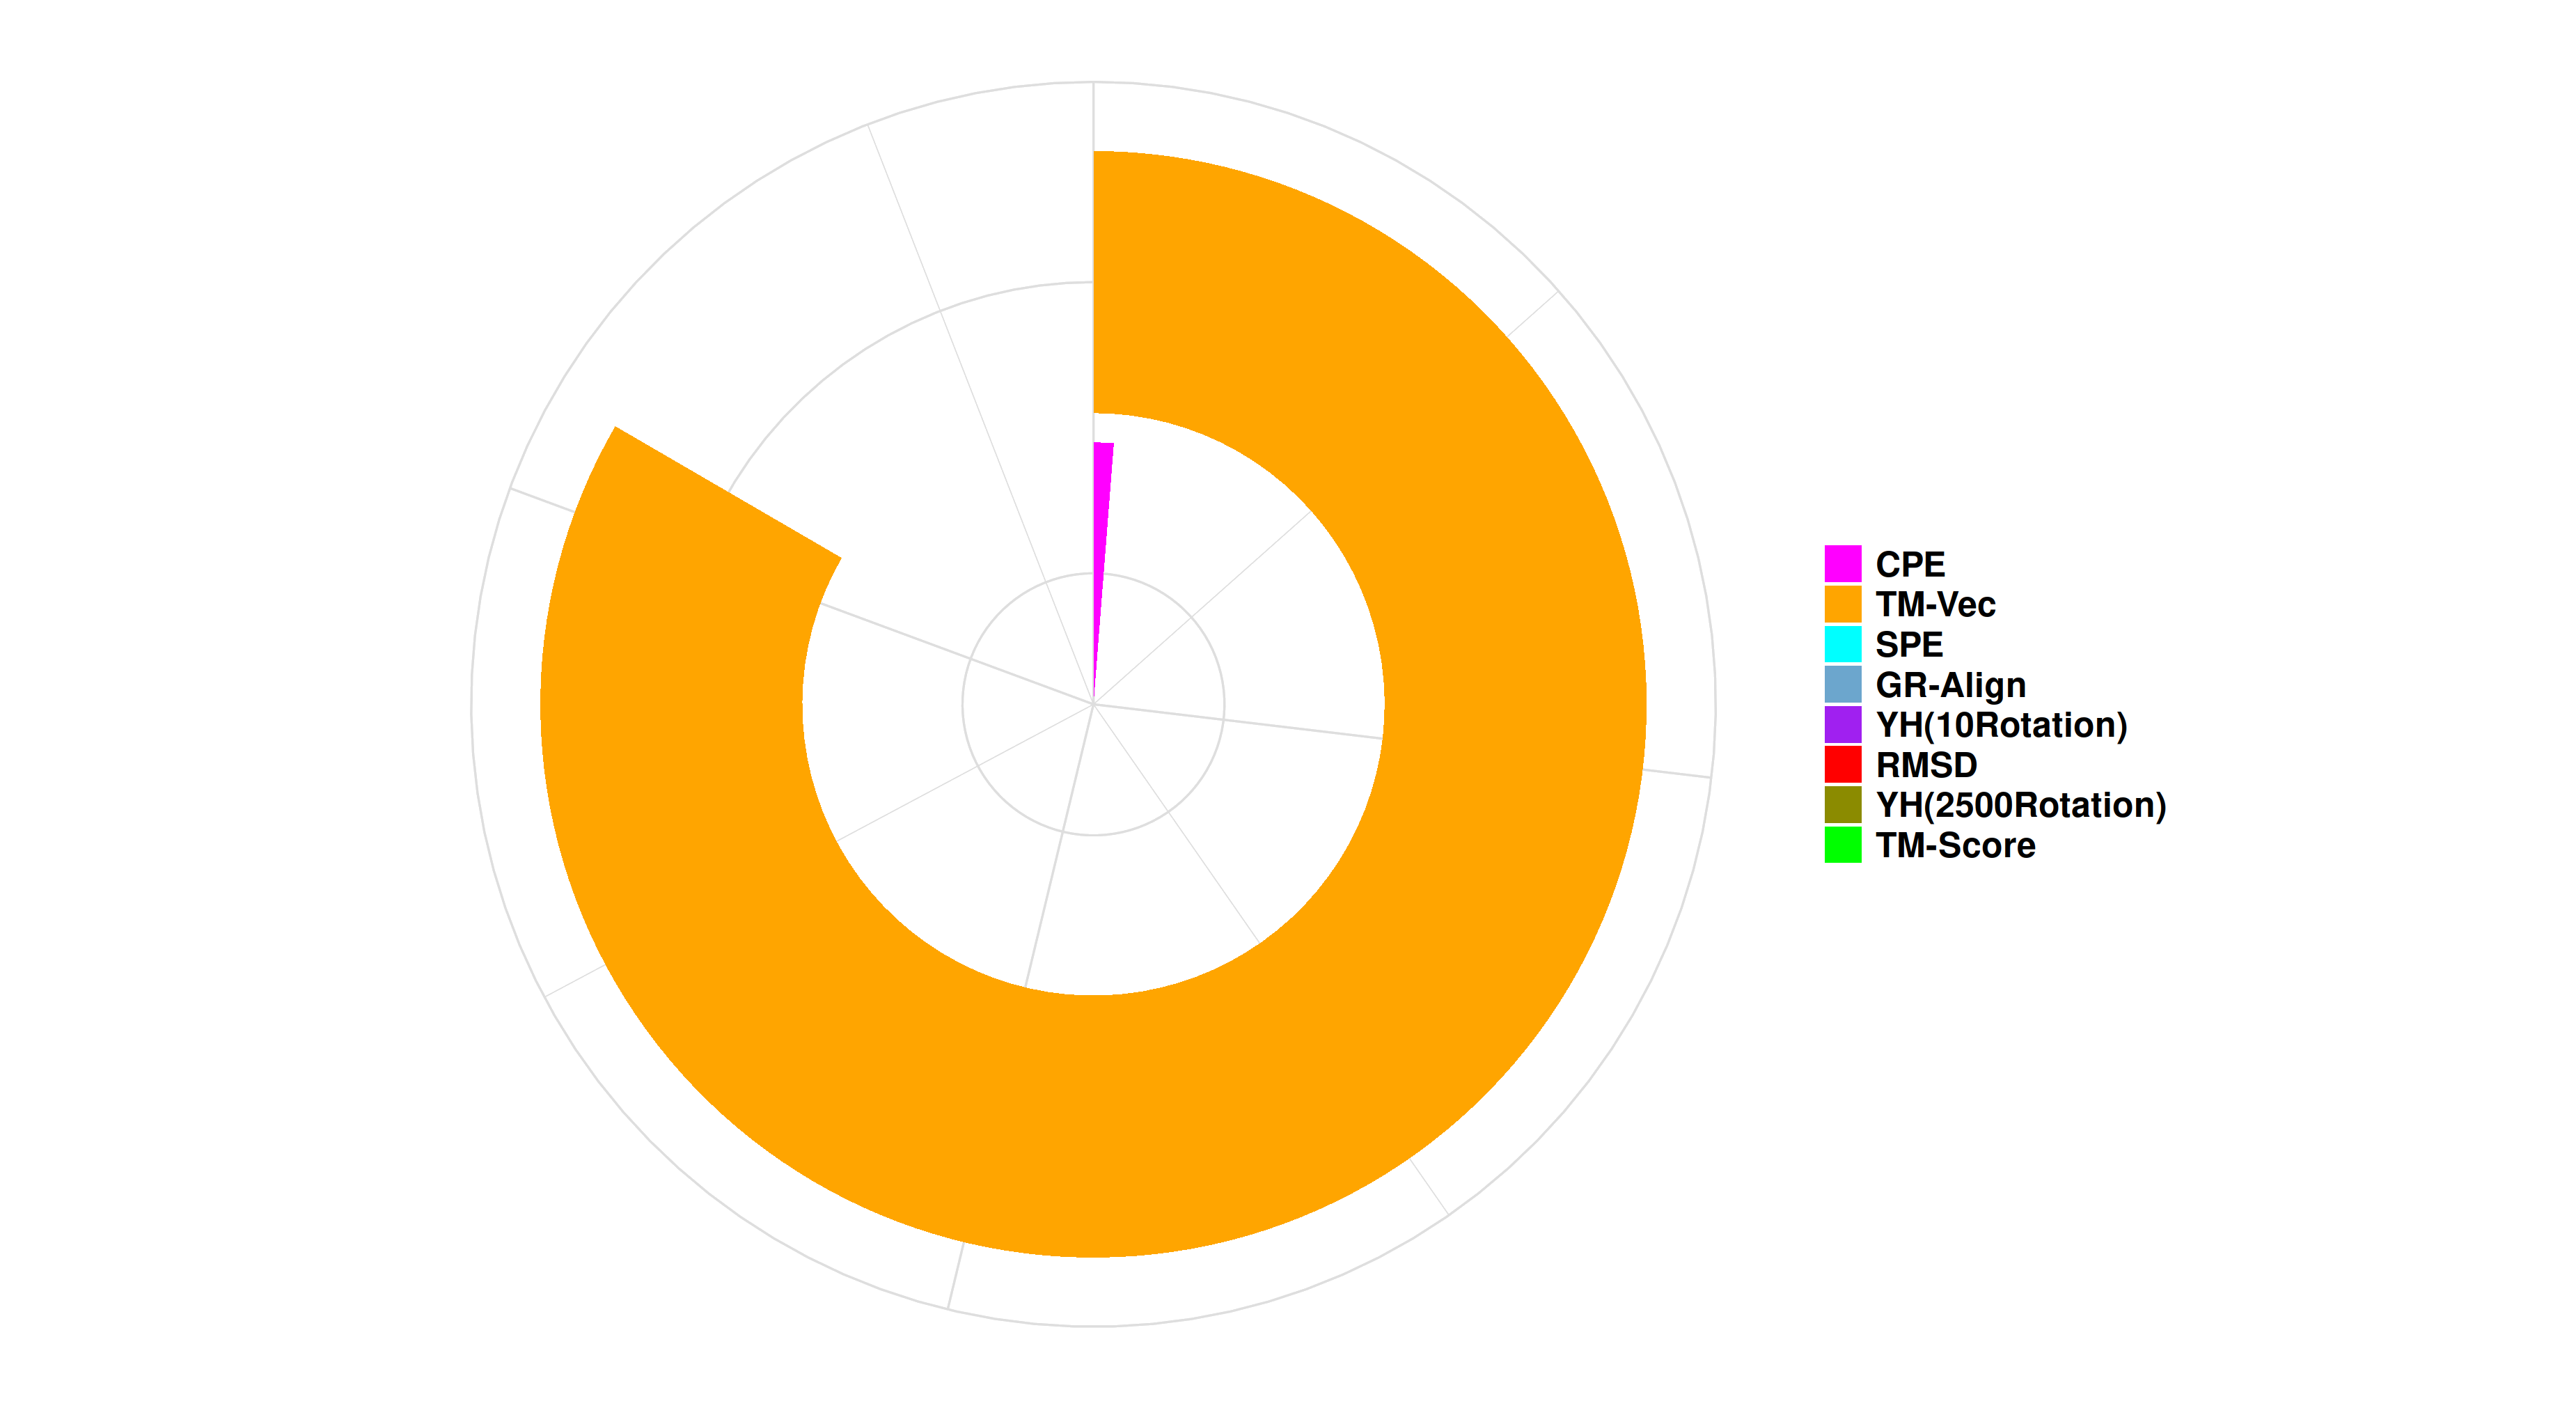 CPE
TM-Vec
SPE
GR-Align
YH(10Rotation)
RMSD
YH(2500Rotation)
TM-Score